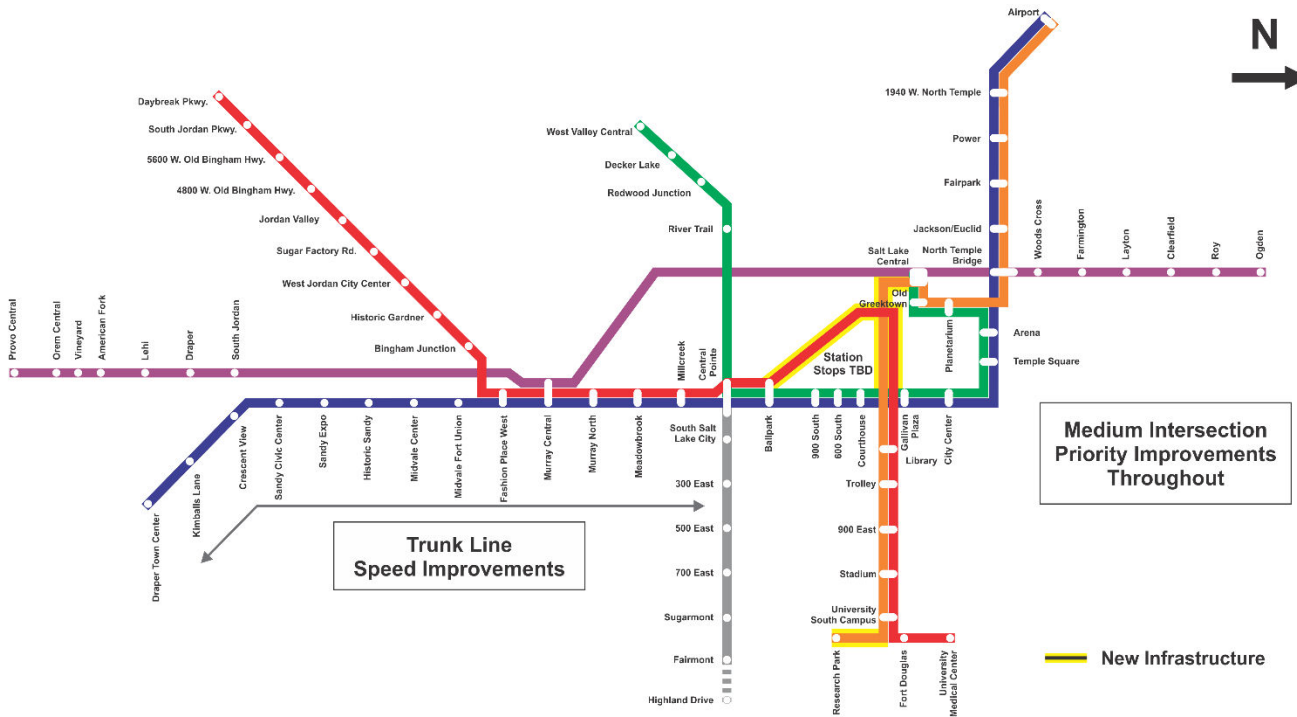 Airport
N
1940 W. North Temple
Power
Fairpark
Jackson/Euclid
North Temple
Bridge
Salt Lake
Central
Old
Greektown
Planetarium
Arena
Temple Square
Woods Cross
Farmington
Layton
Clearfield
Roy
Ogden
Daybreak Pkwy.
South Jordan Pkwy.
5600 W. Old Bingham Hwy.
4800 W. Old Bingham Hwy.
Jordan Valley
Sugar Factory Rd.
West Jordan City Center
Historic Gardner
Bingham Junction
West Valley Central
Decker Lake
Redwood Junction
River Trail
Provo Central
Orem Central
Vineyard
American Fork
Lehi
Draper
South Jordan
Millcreek
Central
Pointe
Station
Stops TBD
Draper Town Center
Kimballs Lane
Crescent View
Sandy Civic Center
Sandy Expo
Historic Sandy
Midvale Center
Midvale Fort Union
Fashion Place West
Murray Central
Murray North
Meadowbrook
South Salt
Lake City
Ballpark
900 South
600 South
Courthouse
Gallivan
Plaza
City Center
Library
Trolley
900 East
Stadium
University
South Campus
Research Park
Fort Douglas
University
Medical Center
300 East
500 East
700 East
Sugarmont
Fairmont
Highland Drive
Trunk Line
Speed Improvements
Medium Intersection
Priority Improvements
Throughout
New Infrastructure